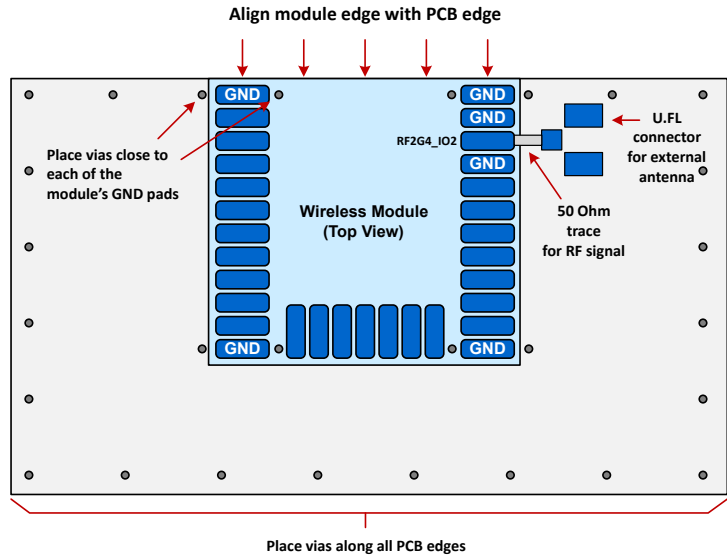 Align module edge with PCB edge
GND
GND
GND
U.FL
connector
for external
antenna
RF2G4_IO2
Place vias close to
each of the
module's GND pads
GND
Wireless Module
(Top View)
50 Ohm
trace
for RF signal
GND
GND
Place vias along all PCB edges